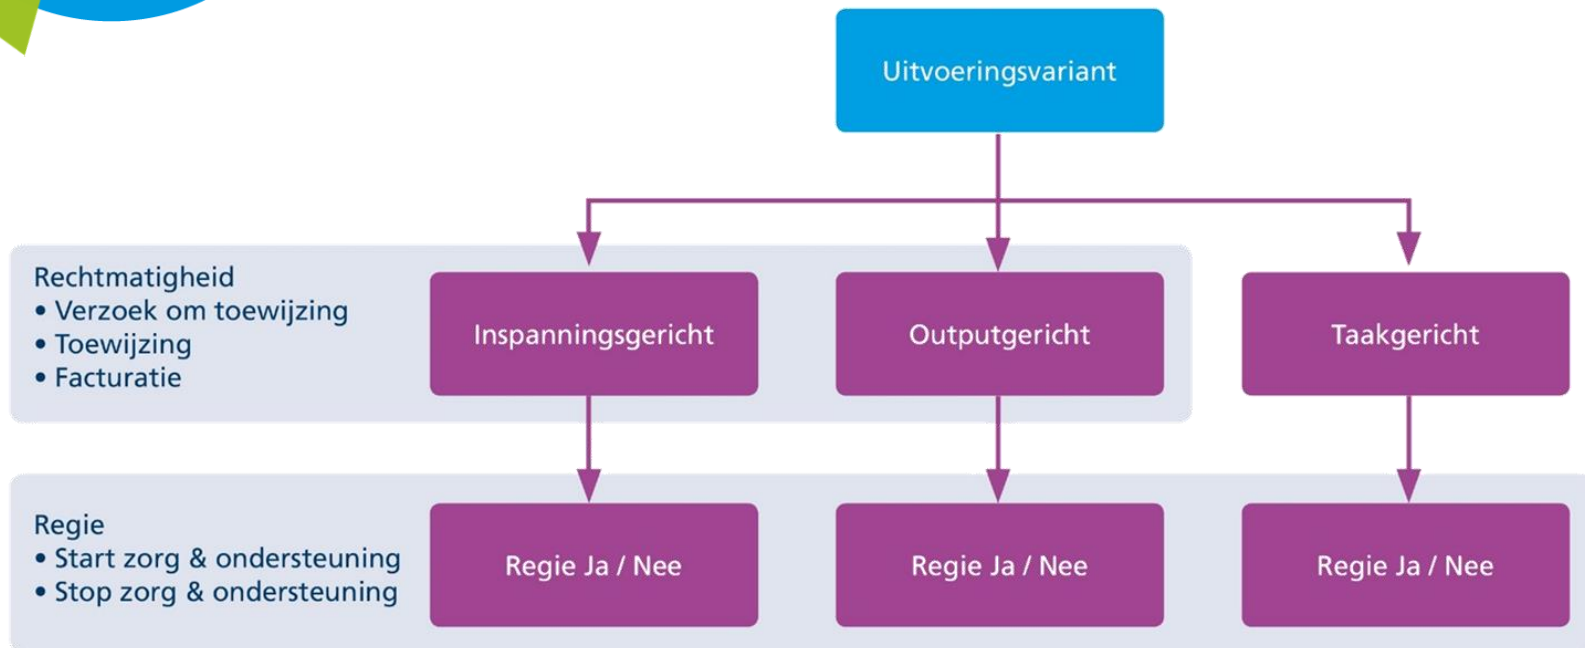 Uitvoeringsvariant
Rechtmatigheid
• Verzoek om toewijzing
• Toewijzing
• Facturatie
Inspanningsgericht
Outputgericht
Taakgericht
Regie
• Start zorg & ondersteuning
• Stop zorg & ondersteuning
Regie Ja / Nee
Regie Ja / Nee
Regie Ja / Nee